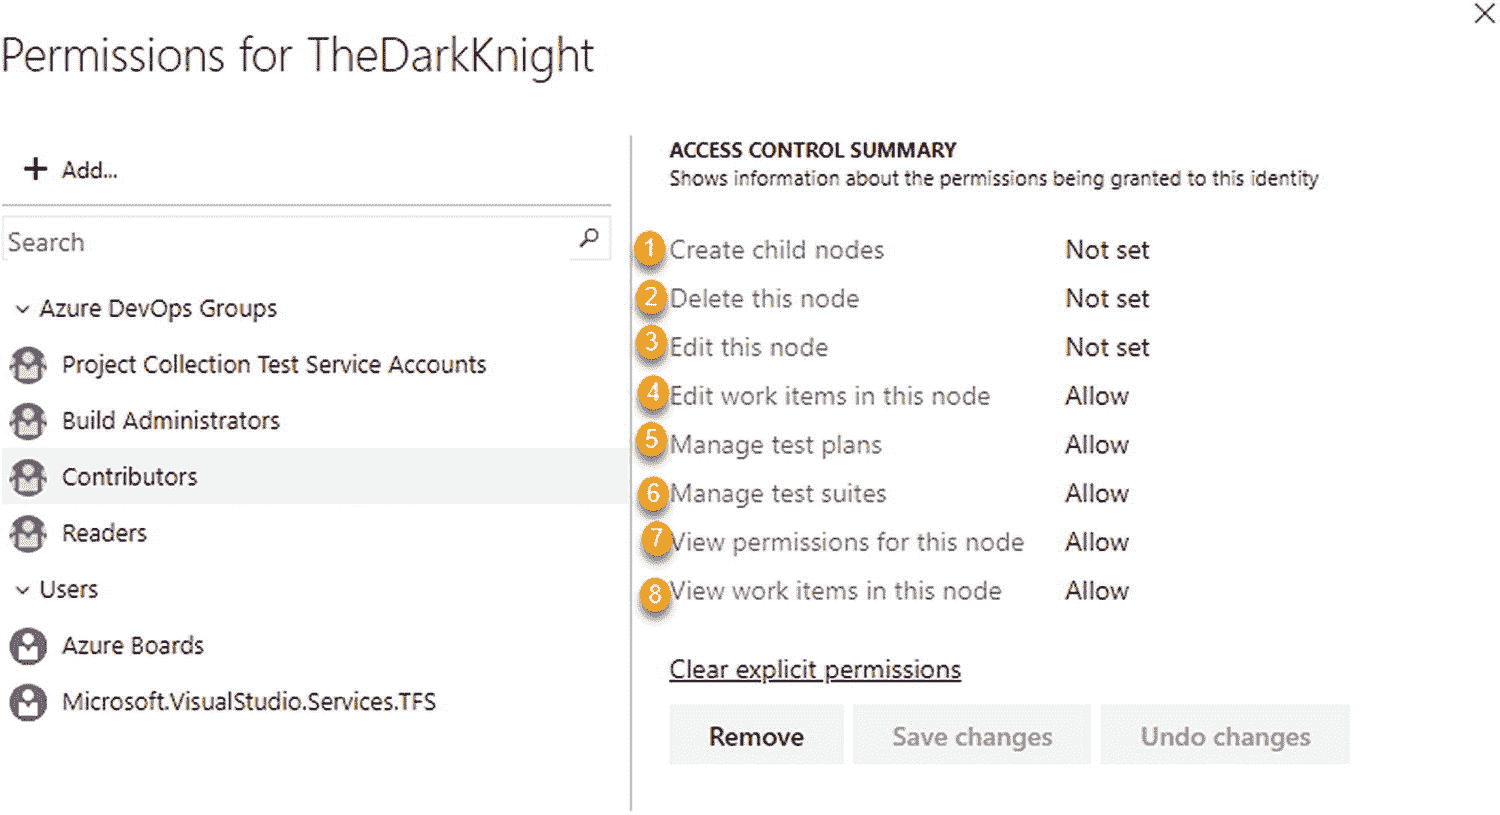 Permissions for TheDarkKnight
Add...
Search
Azure DevOps Groups
Project Collection Test Service Accounts
Build Administrators
Contributors
Readers
Users
Azure Boards
Microsoft.VisualStudio.Services.TFS
ACCESS CONTROL SUMMARY
Shows information about the permissions being granted to this identity
1 Create child nodes Not set
2 Delete this node Not set
3 Edit this node Not set
4 Edit work items in this node Allow
5 Manage test plans Allow
6 Manage test suites Allow
7 View permissions for this node Allow
8 View work items in this node Allow
Clear explicit permissions
Remove Save changes Undo changes